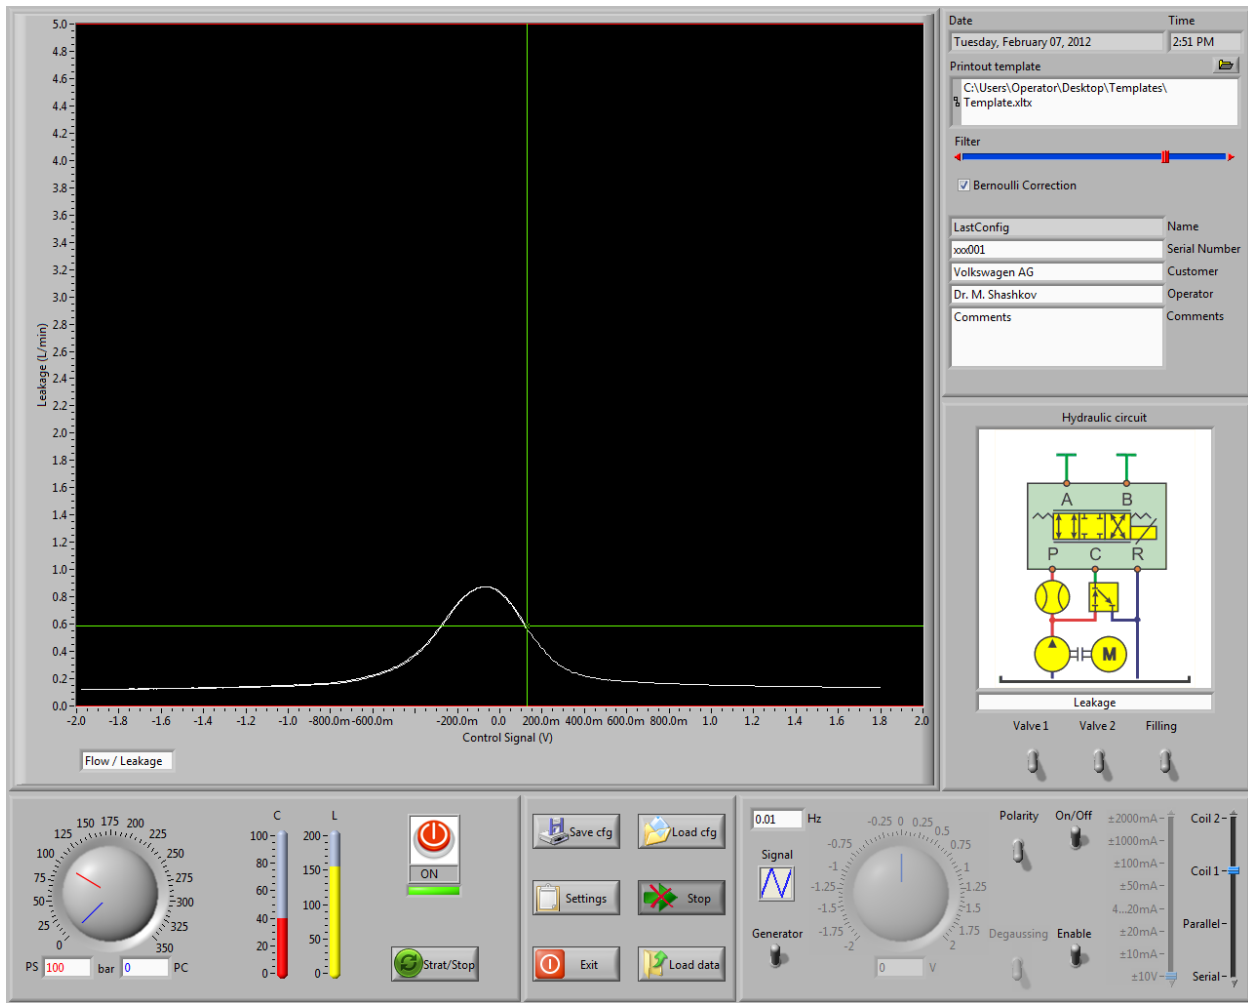 5.0
4.8
4.6
4.4
4.2
4.0
3.8
3.6
3.4
3.2
3.0
2.8
2.6
2.4
2.2
2.0
1.8
1.6
1.4
1.2
1.0
0.8
0.6
0.4
0.2
0.0
Leakage (L/min)
-2.0 -1.8 -1.6 -1.4 -1.2 -1.0 -800.0m -600.0m -200.0m 0.0 200.0m 400.0m 600.0m 800.0m 1.0 1.2 1.4 1.6 1.8 2.0
Control Signal (V)
Flow / Leakage
Date Time
Tuesday, February 07, 2012 2:51 PM
Printout template
C:\Users\Operator\Desktop\Templates\
Template.xltx
Filter
Bernoulli Correction
LastConfig Name
xxx001 Serial Number
Volkswagen AG Customer
Dr. M. Shashkov Operator
Comments Comments
Hydraulic circuit
A B
P C R
M
Leakage
Valve 1 Valve 2 Filling
0 25 50 75 100 125 150 175 200 225 250 275 300 325 350
PS 100 bar 0 PC
C
100
80
60
40
20
0
L
200
150
100
50
0
ON
Strat/Stop
Save cfg Load cfg
Settings Stop
Exit Load data
0.01 Hz
Signal
Generator
-2 -1.75 -1.5 -1.25 -1 -0.75 -0.25 0 0.25 0.5 0.75 1 1.25 1.5 1.75 2
0 V
Polarity On/Off
Degaussing Enable
±2000mA
±1000mA
±100mA
±50mA
4...20mA
±20mA
±10mA
±10V
Coil 2
Coil 1
Parallel
Serial